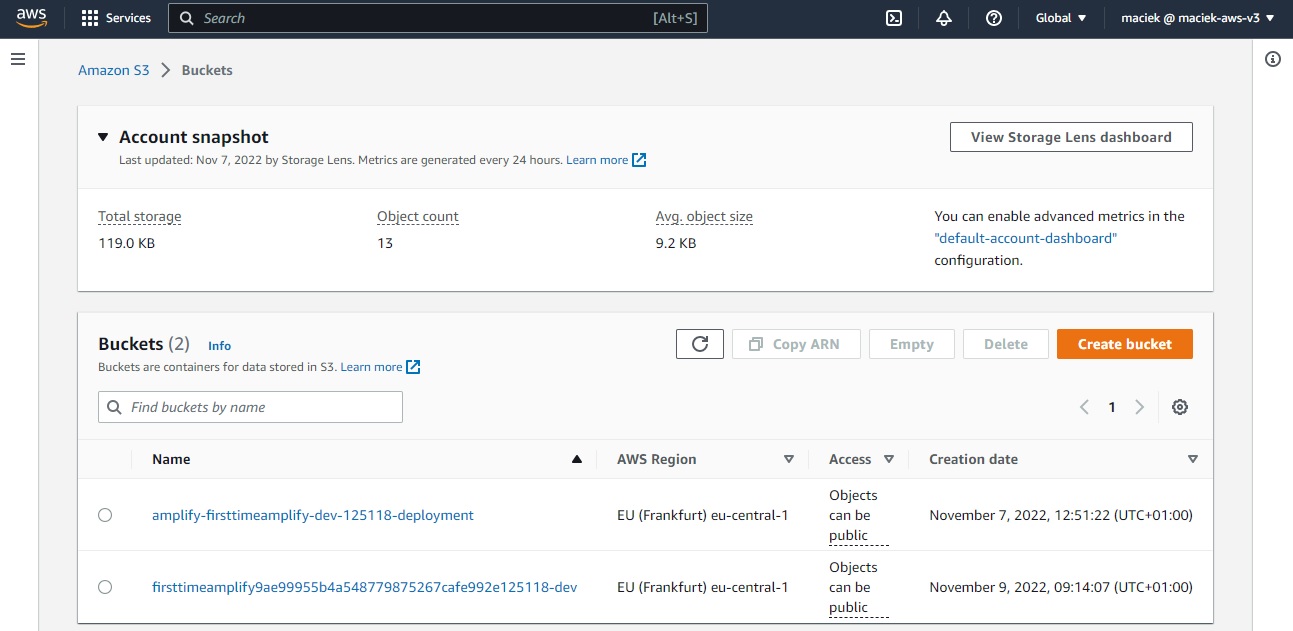 aws Services Search [Alt+S] Global maciek @ maciek-aws-v3
Amazon S3 Buckets
Account snapshot
Last updated: Nov 7, 2022 by Storage Lens. Metrics are generated every 24 hours. Learn more
View Storage Lens dashboard
Total storage Object count Avg. object size
119.0 KB 13 9.2 KB
You can enable advanced metrics in the
"default-account-dashboard"
configuration.
Buckets (2) Info
Buckets are containers for data stored in S3. Learn more
Copy ARN Empty Delete Create bucket
Find buckets by name
1
Name AWS Region Access Creation date
amplify-firsttimeamplify-dev-125118-deployment EU (Frankfurt) eu-central-1
Objects
can be
public
November 7, 2022, 12:51:22 (UTC+01:00)
firsttimeamplify9ae99955b4a548779875267cafe992e125118-dev EU (Frankfurt) eu-central-1
Objects
can be
public
November 9, 2022, 09:14:07 (UTC+01:00)